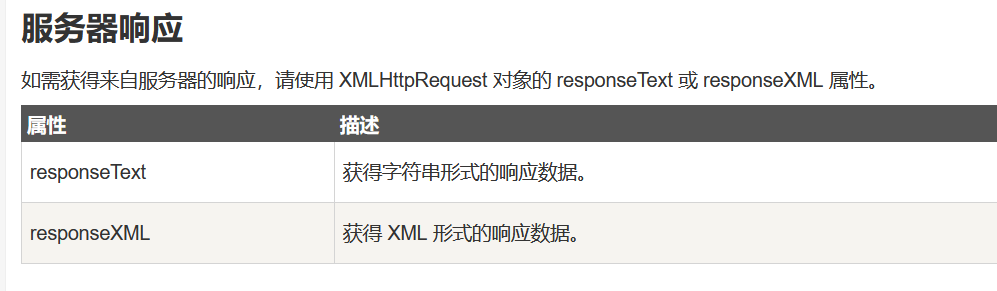 服务器响应
如需获得来自服务器的响应，请使用 XMLHttpRequest 对象的 responseText 或 responseXML 属性。
属性 描述
responseText 获得字符串形式的响应数据。
responseXML 获得 XML 形式的响应数据。